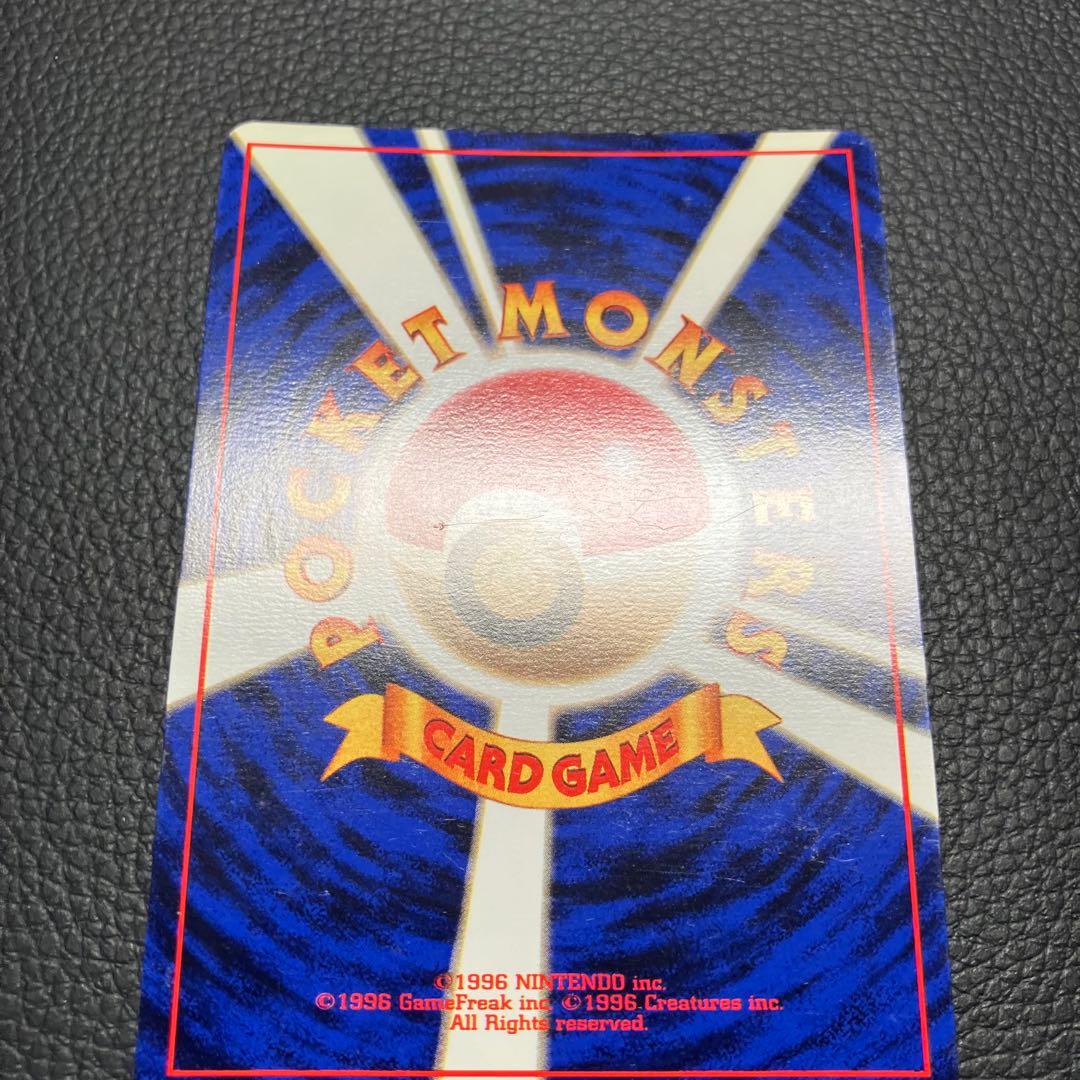 POCKET MONSTERS
CARD GAME
©1996 NINTENDO inc.
©1996 GameFreak inc. ©1996 Creatures inc.
All Rights reserved.